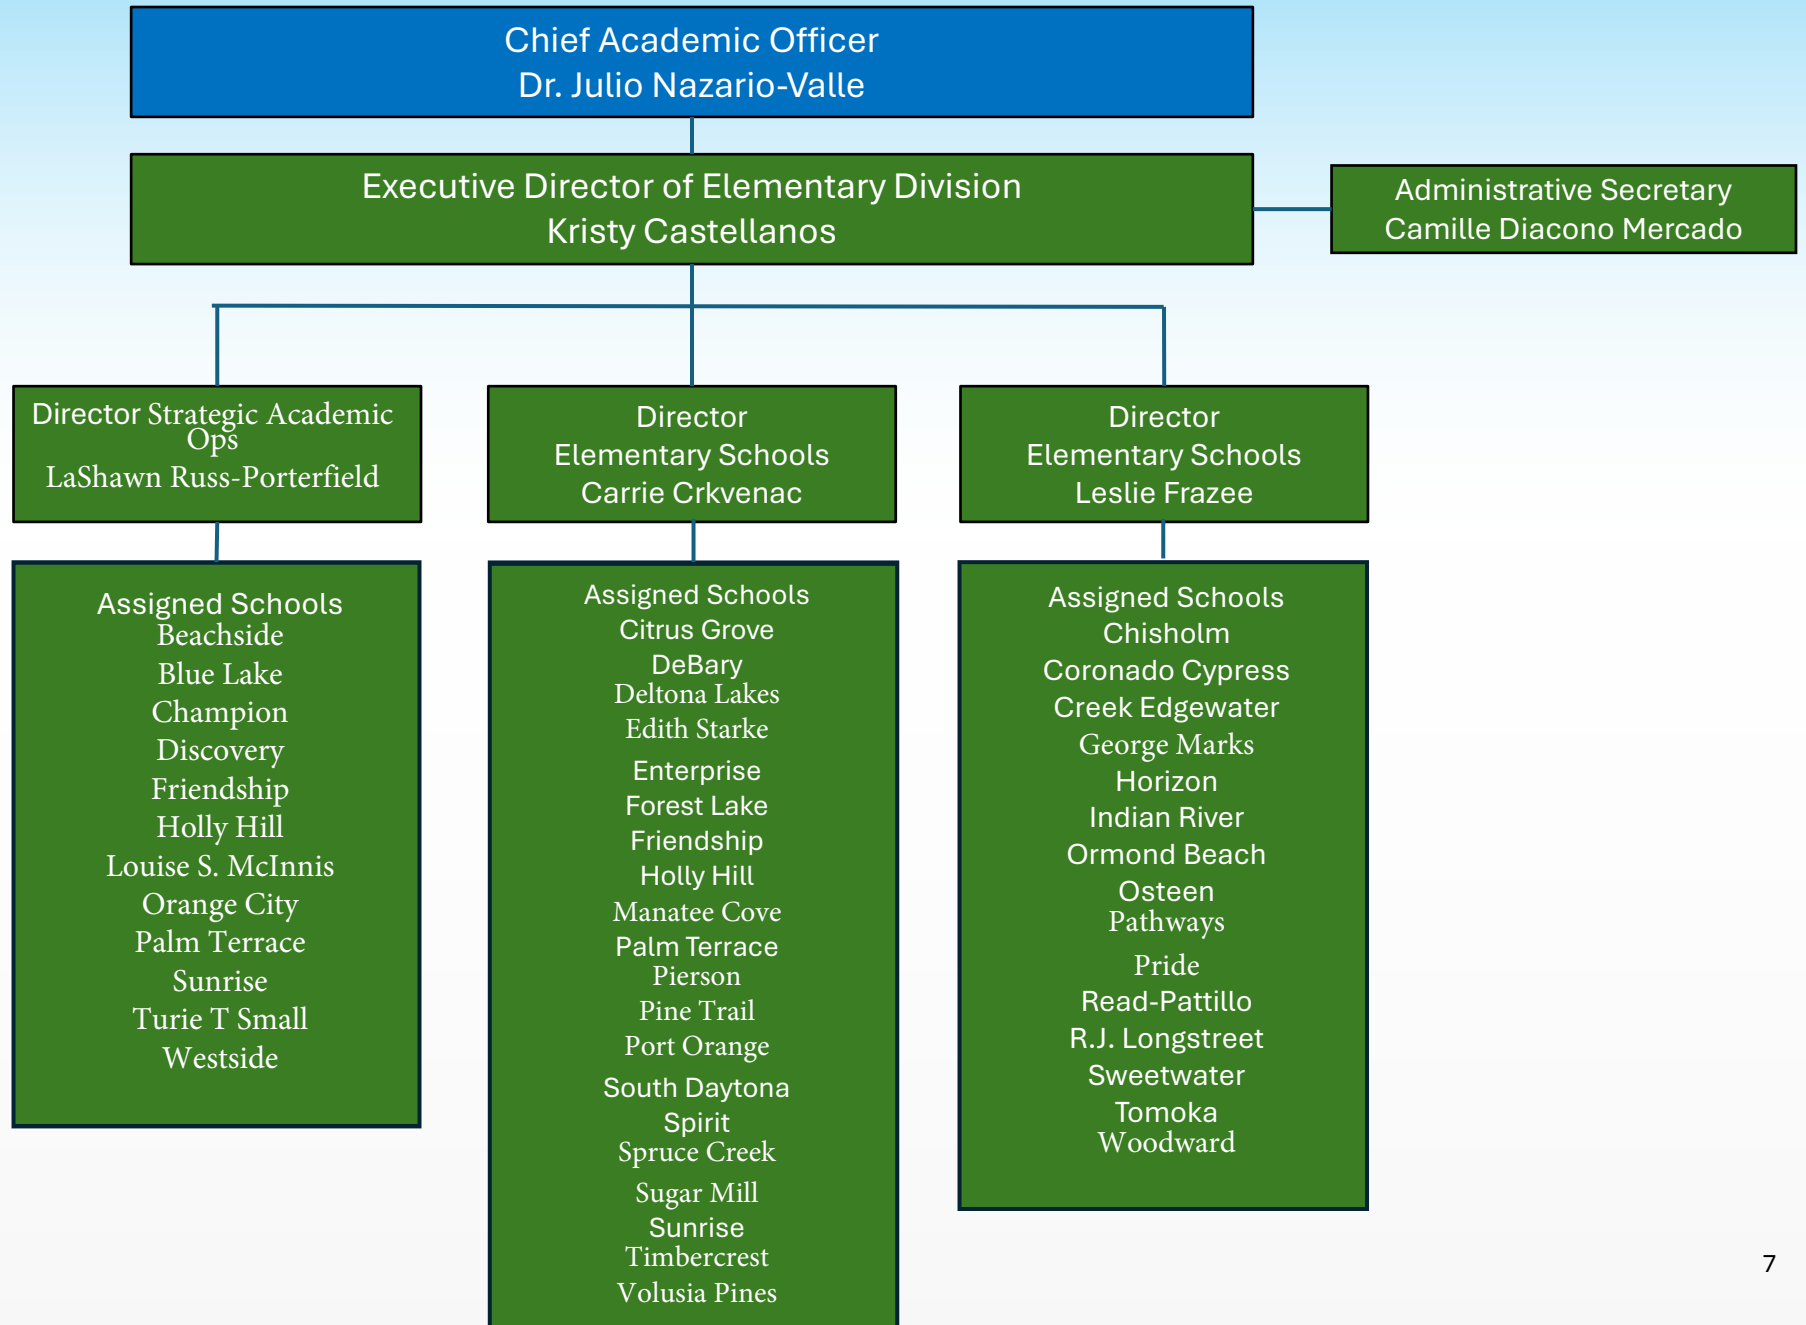 Chief Academic Officer
Dr. Julio Nazario-Valle
Executive Director of Elementary Division
Kristy Castellanos
Administrative Secretary
Camille Diacono Mercado
Director Strategic Academic
Ops
LaShawn Russ-Porterfield
Director
Elementary Schools
Carrie Crkvenac
Director
Elementary Schools
Leslie Frazee
Assigned Schools
Beachside
Blue Lake
Champion
Discovery
Friendship
Holly Hill
Louise S. McInnis
Orange City
Palm Terrace
Sunrise
Turie T Small
Westside
Assigned Schools
Citrus Grove
DeBary
Deltona Lakes
Edith Starke
Enterprise
Forest Lake
Friendship
Holly Hill
Manatee Cove
Palm Terrace
Pierson
Pine Trail
Port Orange
South Daytona
Spirit
Spruce Creek
Sugar Mill
Sunrise
Timbercrest
Volusia Pines
Assigned Schools
Chisholm
Coronado Cypress
Creek Edgewater
George Marks
Horizon
Indian River
Ormond Beach
Osteen
Pathways
Pride
Read-Pattillo
R.J. Longstreet
Sweetwater
Tomoka
Woodward
7